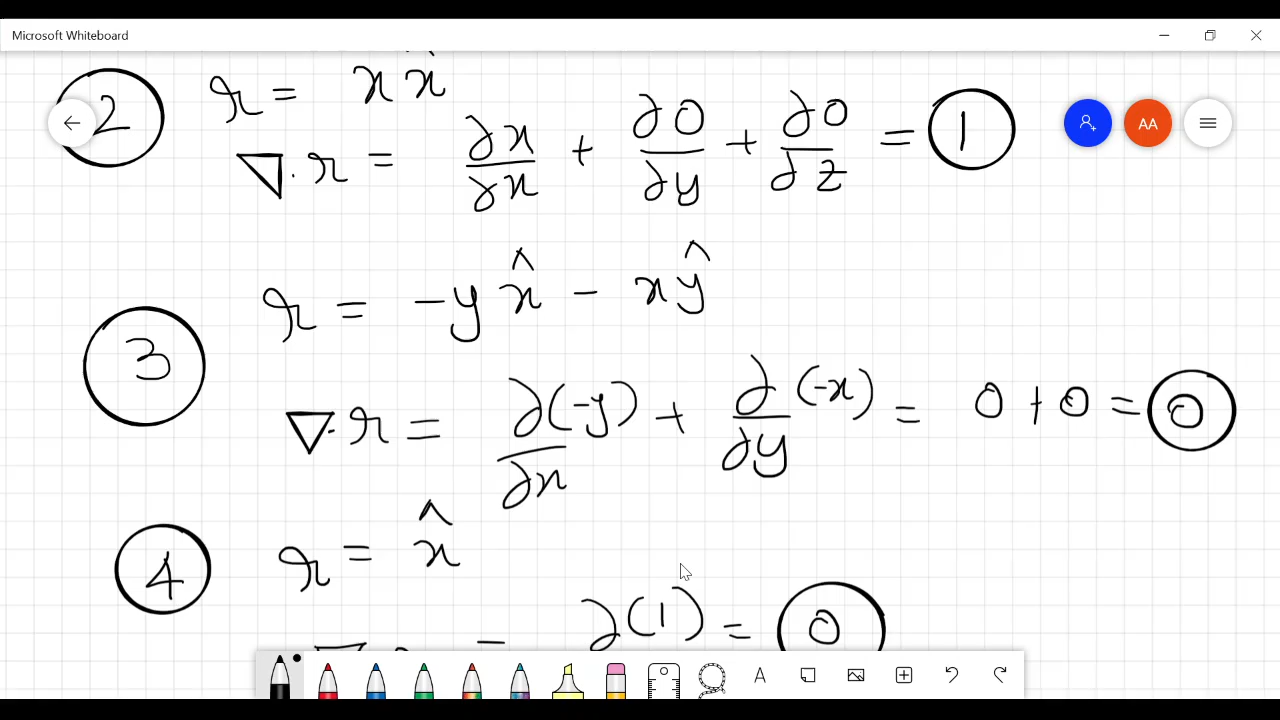 Microsoft Whiteboard
2 r = x x̂
∇·r = ∂x/∂x + ∂0/∂y + ∂0/∂z = 1
AA
3 r = -y x̂ - x ŷ
∇·r = ∂(-y)/∂x + ∂(-x)/∂y = 0 + 0 = 0
4 r = x̂
= ∂(1) = 0
A